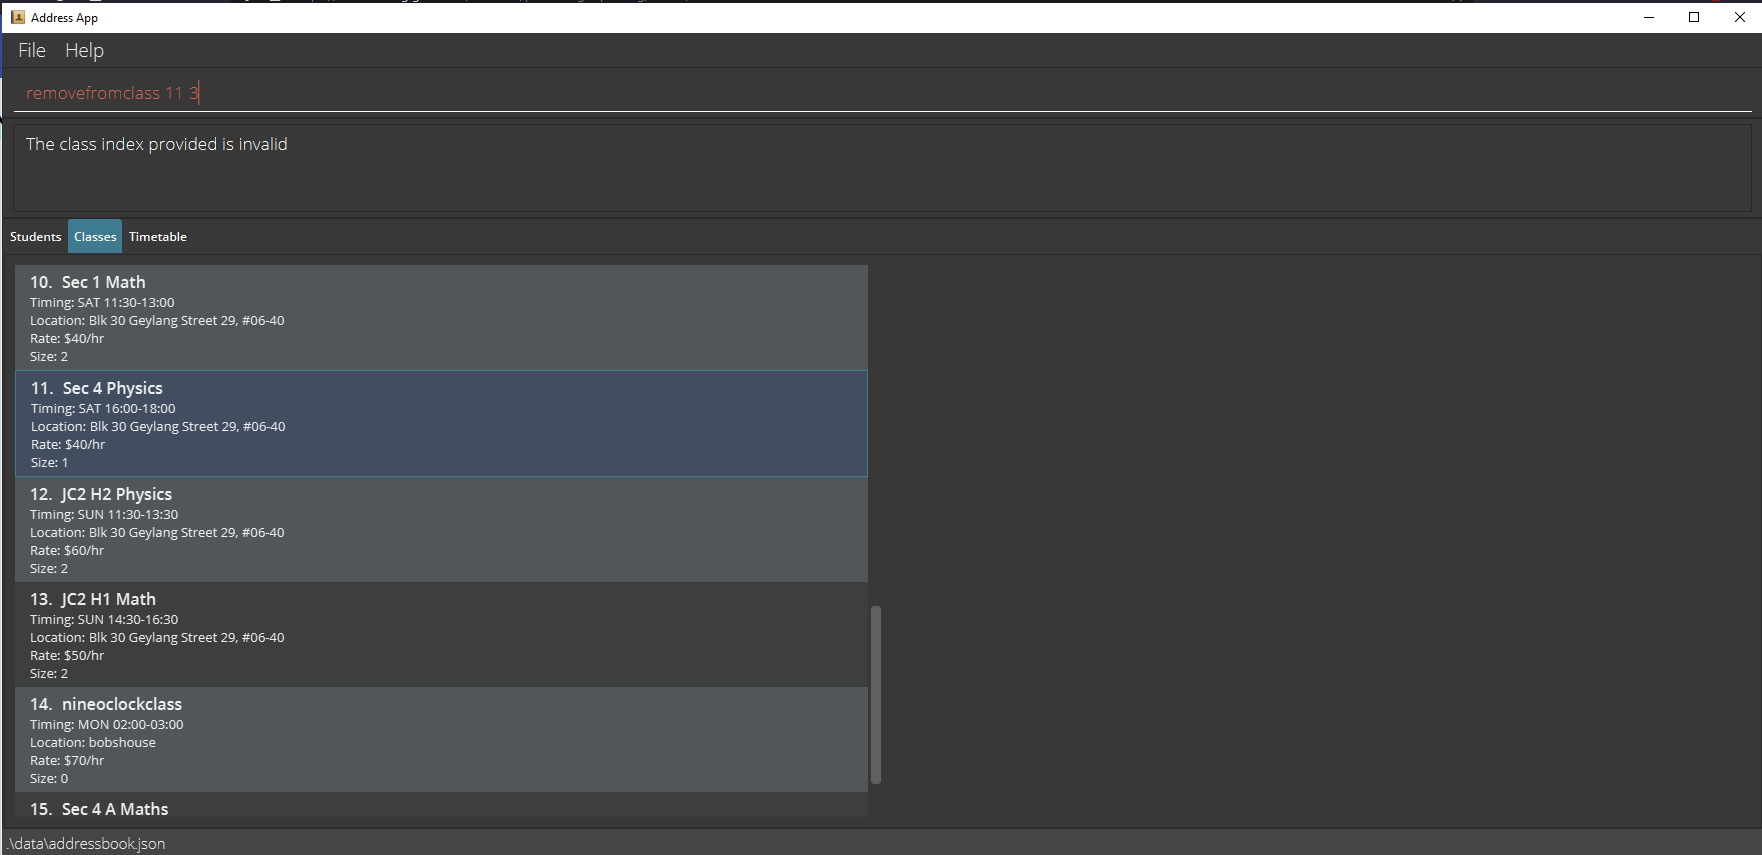 Address App
File Help
removefromclass 11 3
The class index provided is invalid
Students Classes Timetable
10. Sec 1 Math
Timing: SAT 11:30-13:00
Location: Blk 30 Geylang Street 29, #06-40
Rate: $40/hr
Size: 2
11. Sec 4 Physics
Timing: SAT 16:00-18:00
Location: Blk 30 Geylang Street 29, #06-40
Rate: $40/hr
Size: 1
12. JC2 H2 Physics
Timing: SUN 11:30-13:30
Location: Blk 30 Geylang Street 29, #06-40
Rate: $60/hr
Size: 2
13. JC2 H1 Math
Timing: SUN 14:30-16:30
Location: Blk 30 Geylang Street 29, #06-40
Rate: $50/hr
Size: 2
14. nineoclockclass
Timing: MON 02:00-03:00
Location: bobshouse
Rate: $70/hr
Size: 0
15. Sec 4 A Maths
.\data\addressbook.json